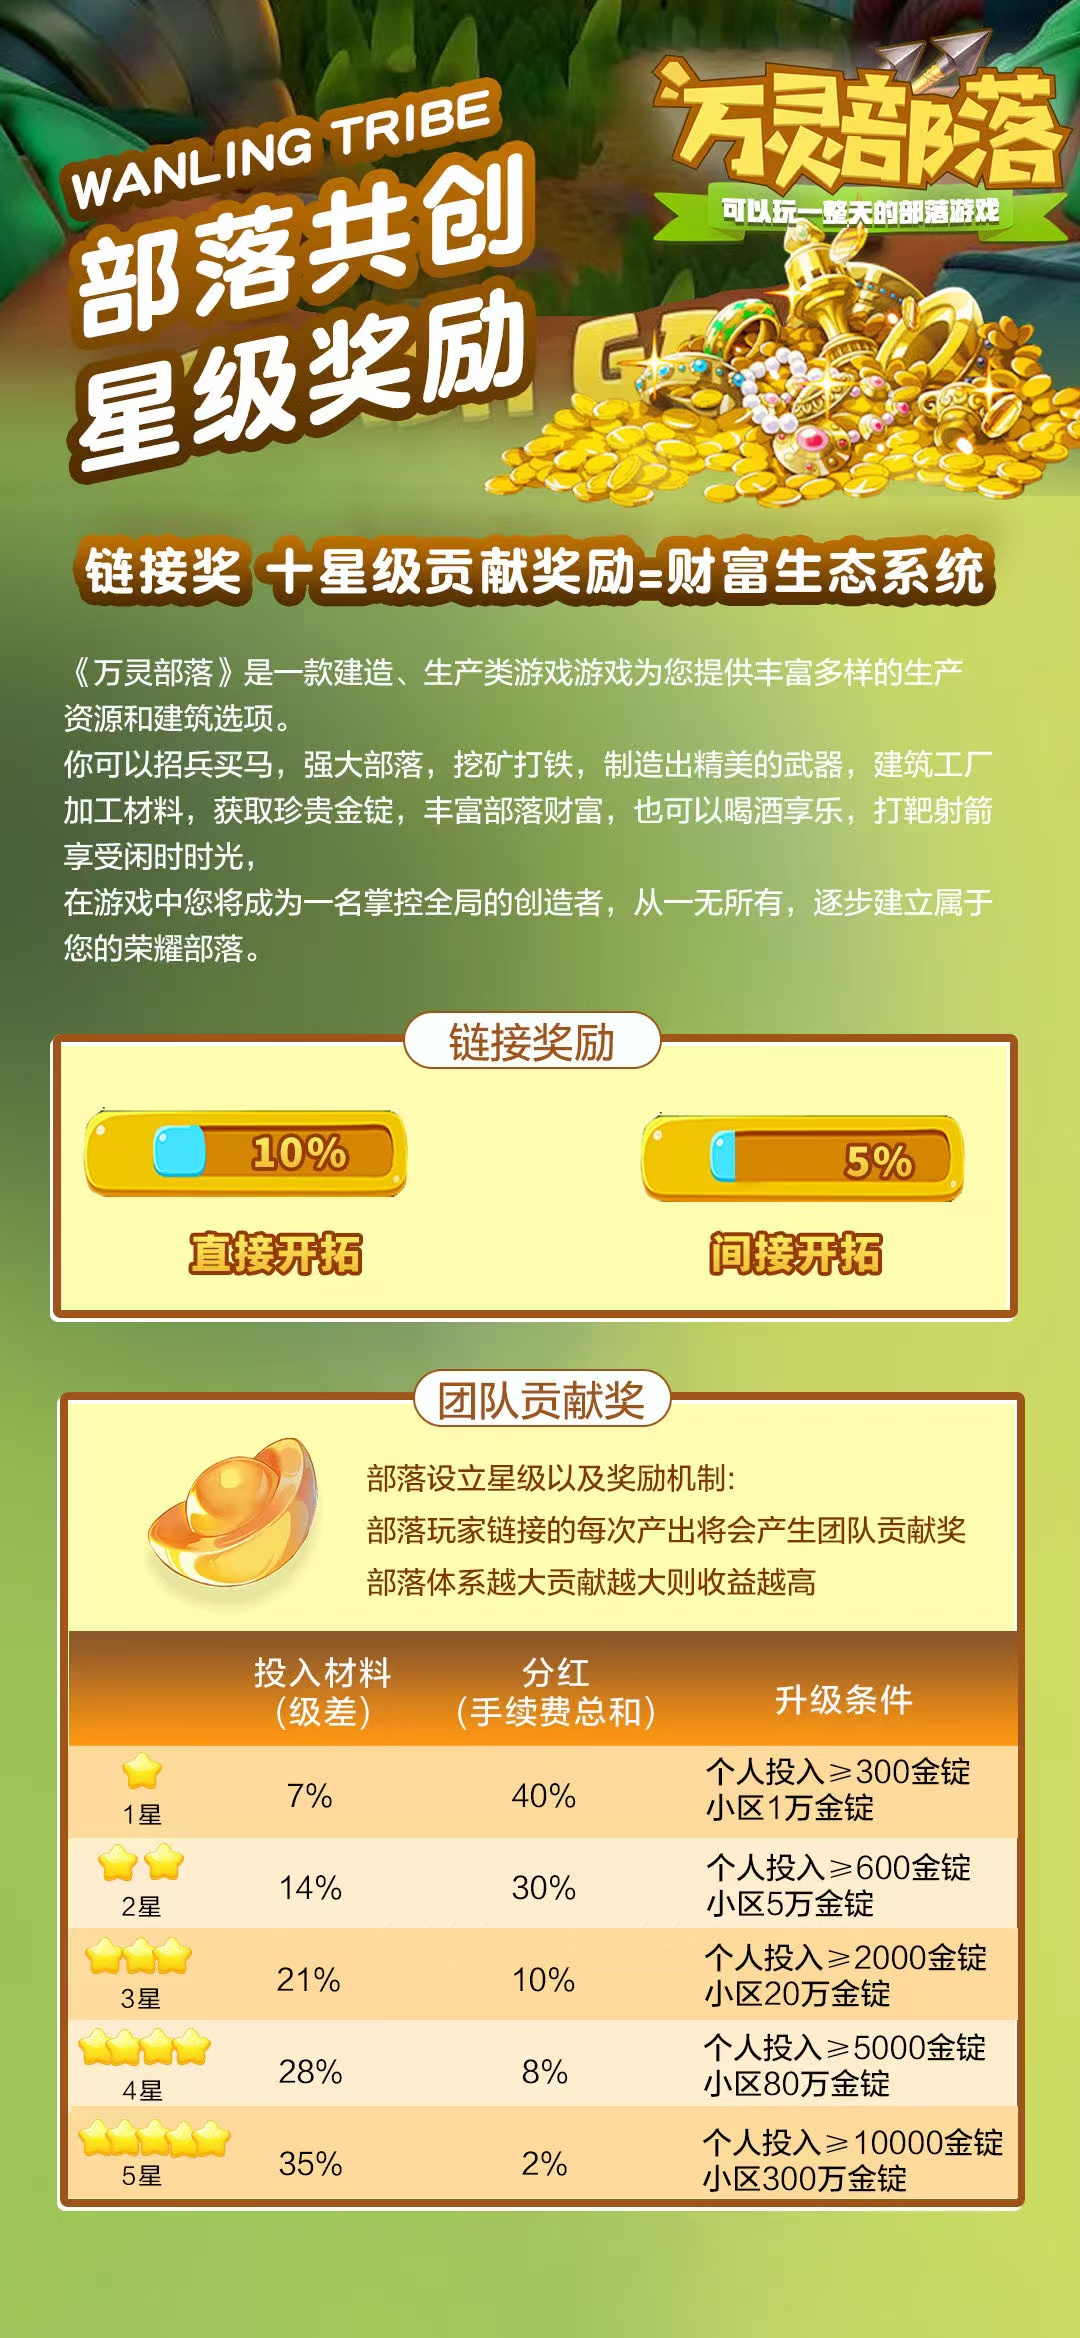 WANLING TRIBE
部落共创
星级奖励
万灵部落
可以玩一整天的部落游戏
链接奖 十星级贡献奖励=财富生态系统
《万灵部落》是一款建造、生产类游戏游戏为您提供丰富多样的生产
资源和建筑选项。
你可以招兵买马，强大部落，挖矿打铁，制造出精美的武器，建筑工厂
加工材料，获取珍贵金锭，丰富部落财富，也可以喝酒享乐，打靶射箭
享受闲时时光，
在游戏中您将成为一名掌控全局的创造者，从一无所有，逐步建立属于
您的荣耀部落。
链接奖励
10%
5%
直接开拓
间接开拓
团队贡献奖
部落设立星级以及奖励机制:
部落玩家链接的每次产出将会产生团队贡献奖
部落体系越大贡献越大则收益越高
投入材料
(级差)
分红
(手续费总和)
升级条件
1星
7%
40%
个人投入≥300金锭
小区1万金锭
2星
14%
30%
个人投入≥600金锭
小区5万金锭
3星
21%
10%
个人投入≥2000金锭
小区20万金锭
4星
28%
8%
个人投入≥5000金锭
小区80万金锭
5星
35%
2%
个人投入≥10000金锭
小区300万金锭